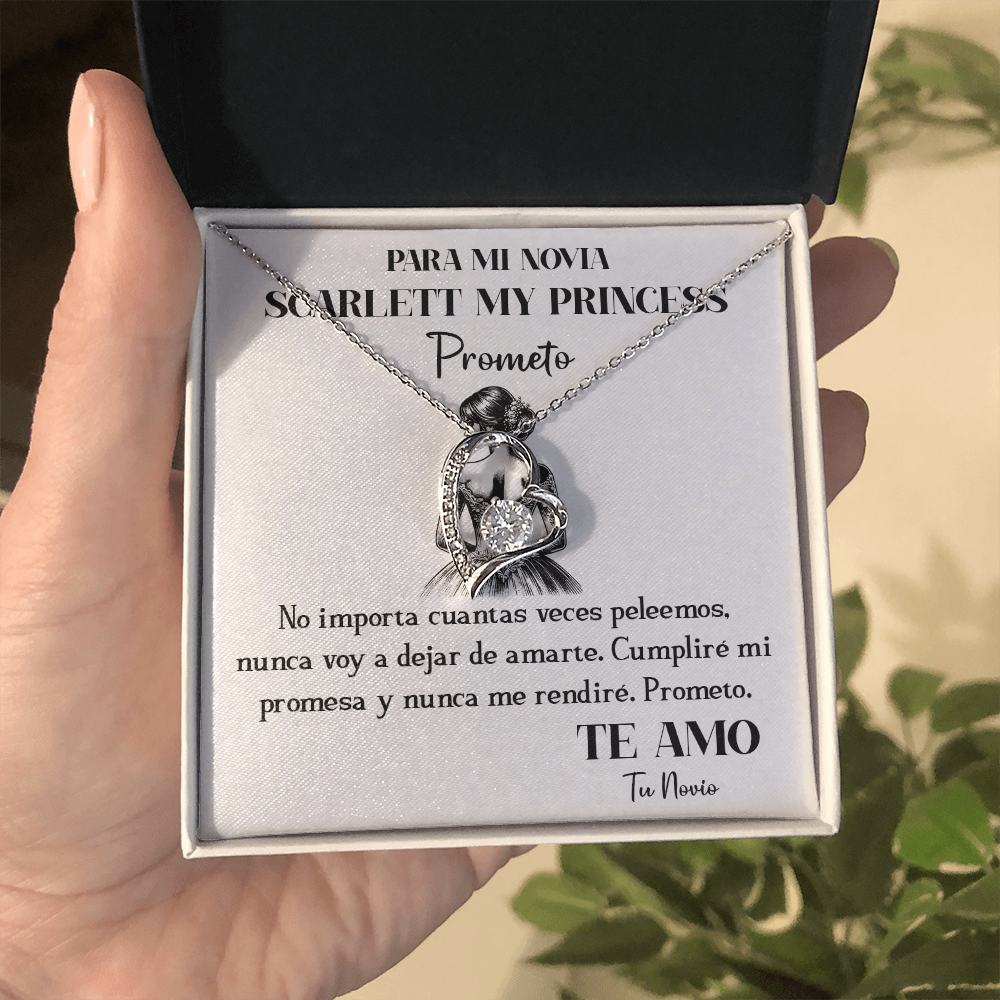 PARA MI NOVIA
SCARLETT MY PRINCESS
Prometo
No importa cuantas veces peleemos,
nunca voy a dejar de amarte. Cumpliré mi
promesa y nunca me rendiré. Prometo.
TE AMO
Tu Novio